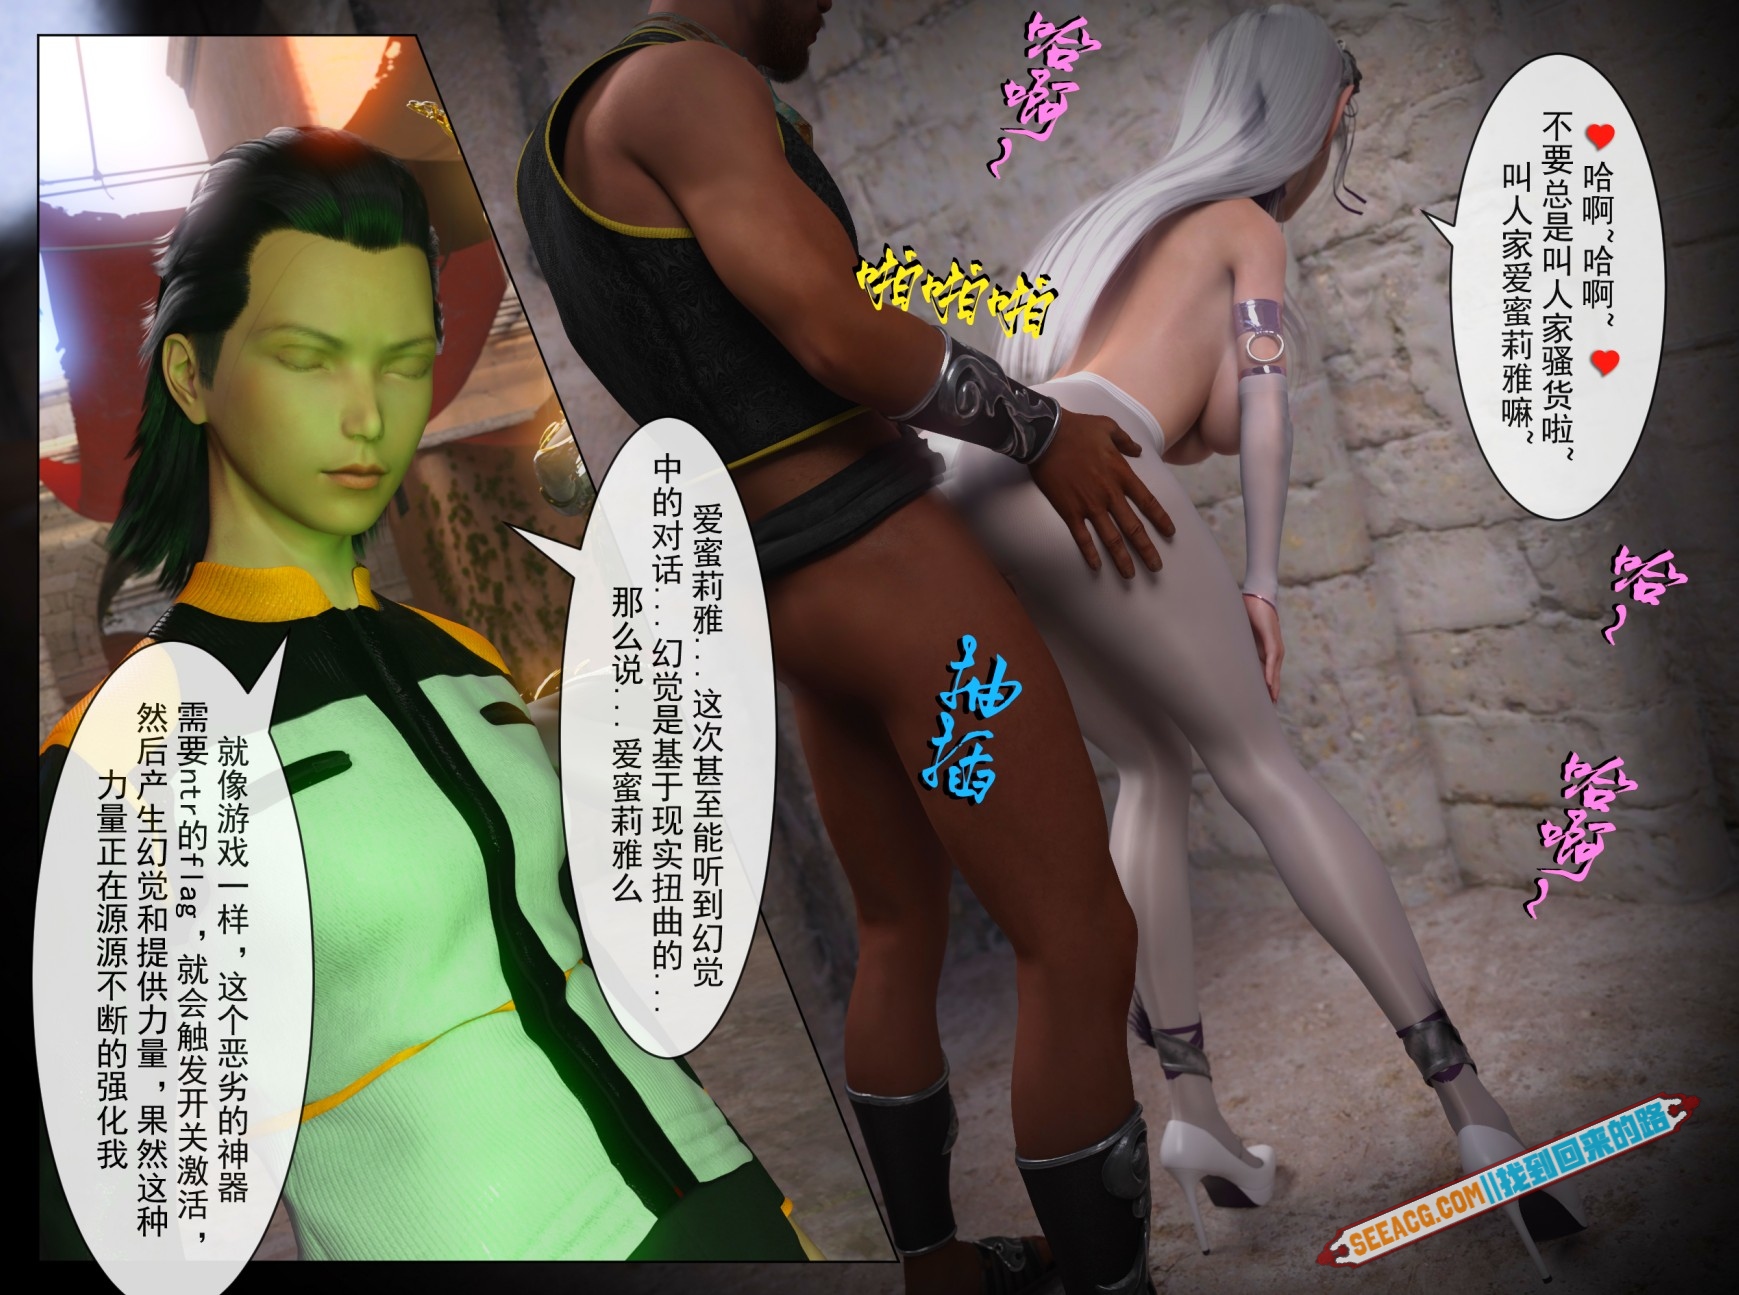 哈啊~哈啊~
不要总是叫人家骚货啦~
叫人家爱蜜莉雅嘛~
哈啊~
啪啪啪
爱蜜莉雅...这次甚至能听到幻觉
中的对话...幻觉是基于现实扭曲的...
那么说...爱蜜莉雅么
就像游戏一样，这个恶劣的神器
需要ntr的flag，就会触发开关激活，
然后产生幻觉和提供力量，果然这种
力量正在源源不断的强化我
抽插
哈~
哈啊~
SEEACG.COM||找到回来的路